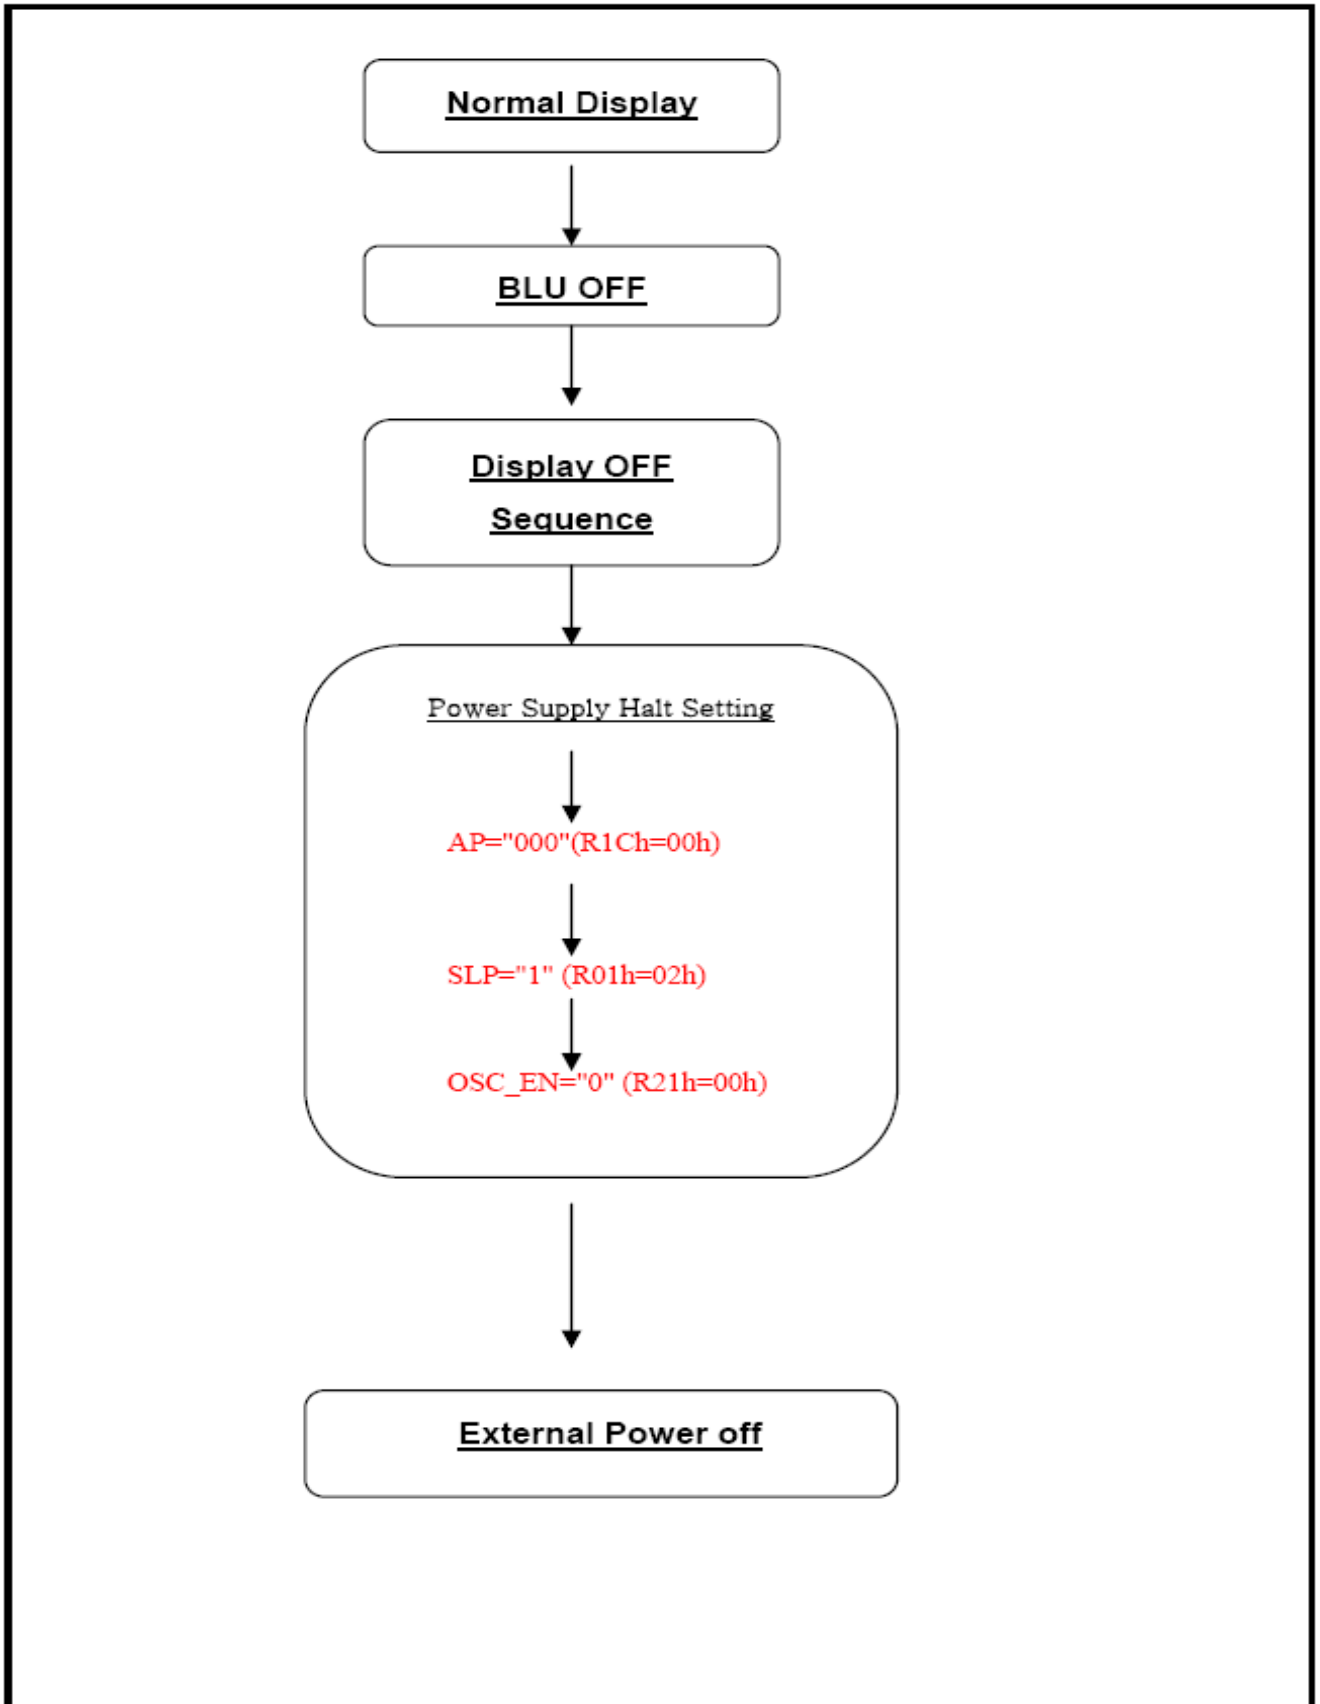 Normal Display
BLU OFF
Display OFF
Sequence
Power Supply Halt Setting
AP="000"(R1Ch=00h)
SLP="1" (R01h=02h)
OSC_EN="0" (R21h=00h)
External Power off